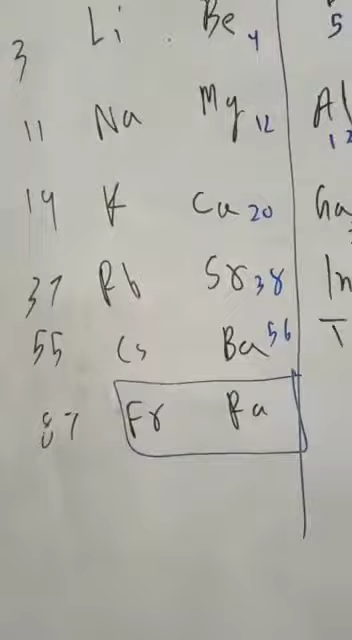 3 Li Be 4 5
11 Na Mg 12 Al
19 K Ca 20 Ga
37 Rb Sr 38 In
55 Cs Ba 56 T
87 Fr Ra